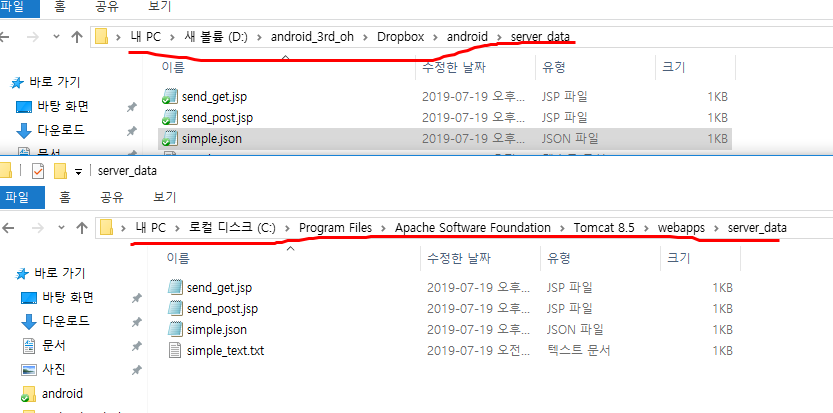 파일 홈 공유 보기
내 PC > 새 볼륨 (D:) > android_3rd_oh > Dropbox > android > server_data
바로 가기
바탕 화면
다운로드
문서
이름 수정한 날짜 유형 크기
send_get.jsp 2019-07-19 오후... JSP 파일 1KB
send_post.jsp 2019-07-19 오후... JSP 파일 1KB
simple.json 2019-07-19 오후... JSON 파일 1KB
server_data
파일 홈 공유 보기
내 PC > 로컬 디스크 (C:) > Program Files > Apache Software Foundation > Tomcat 8.5 > webapps > server_data
바로 가기
바탕 화면
다운로드
문서
사진
android
이름 수정한 날짜 유형 크기
send_get.jsp 2019-07-19 오후... JSP 파일 1KB
send_post.jsp 2019-07-19 오후... JSP 파일 1KB
simple.json 2019-07-19 오후... JSON 파일 1KB
simple_text.txt 2019-07-19 오전... 텍스트 문서 1KB